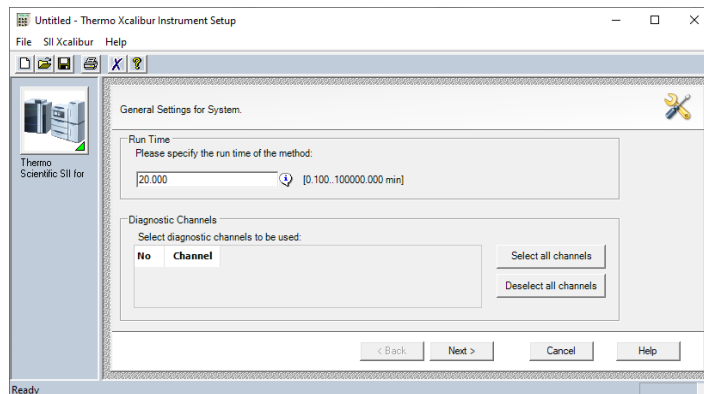 Untitled - Thermo Xcalibur Instrument Setup
File SII Xcalibur Help
Thermo
Scientific SII for
General Settings for System.
Run Time
Please specify the run time of the method:
20.000 [0.100..100000.000 min]
Diagnostic Channels
Select diagnostic channels to be used:
No Channel
Select all channels
Deselect all channels
< Back Next > Cancel Help
Ready